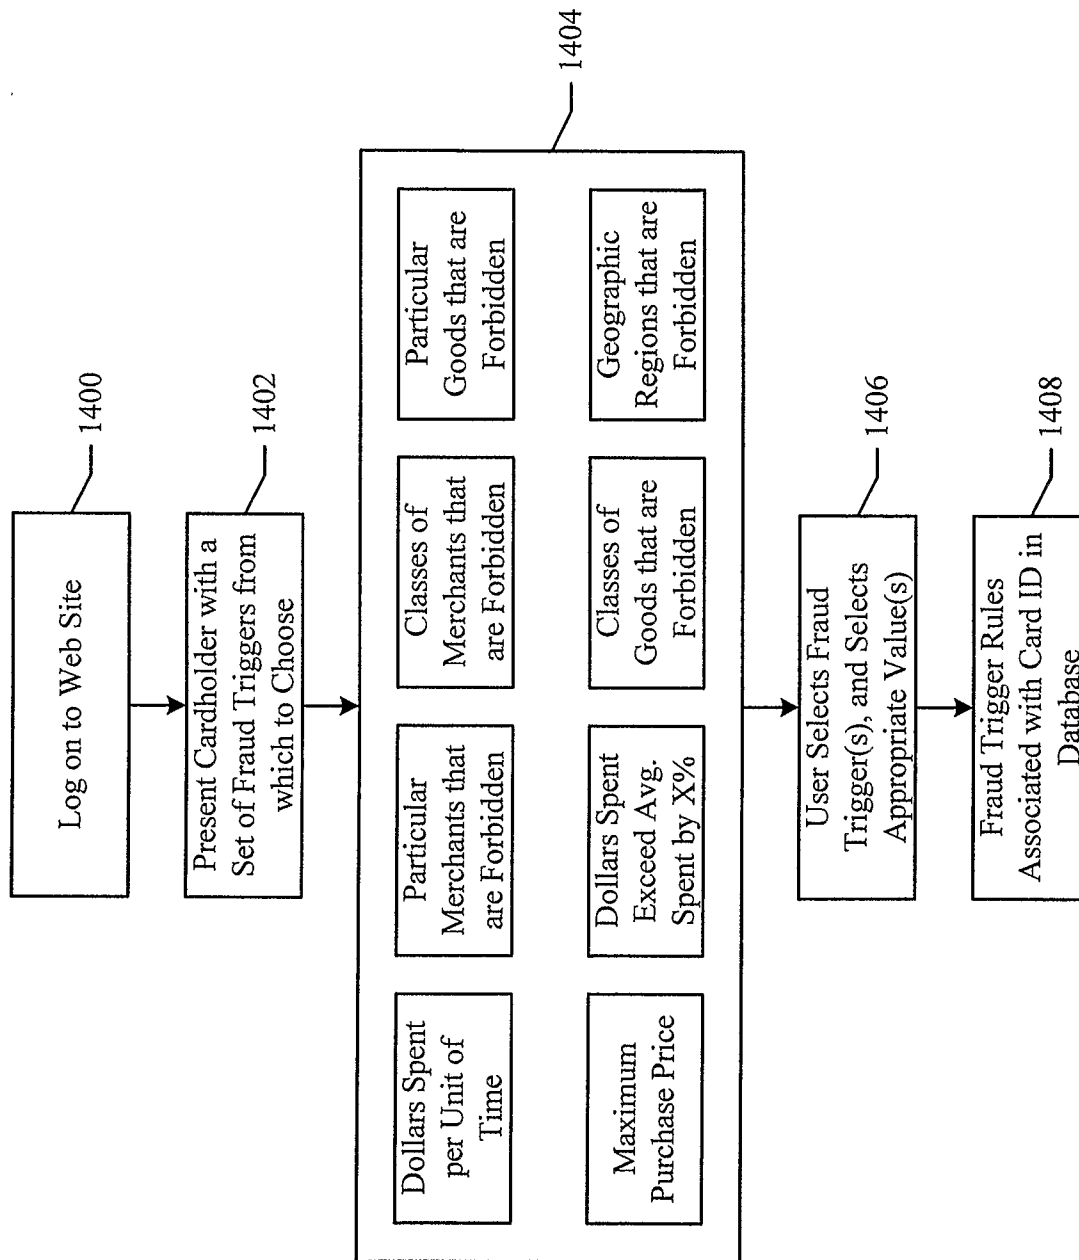 Log on to Web Site
1400
Present Cardholder with a
Set of Fraud Triggers from
which to Choose
1402
Dollars Spent
per Unit of
Time
Particular
Merchants that
are Forbidden
Classes of
Merchants that
are Forbidden
Particular
Goods that are
Forbidden
Maximum
Purchase Price
Dollars Spent
Exceed Avg.
Spent by X%
Classes of
Goods that are
Forbidden
Geographic
Regions that are
Forbidden
1404
User Selects Fraud
Trigger(s), and Selects
Appropriate Value(s)
1406
Fraud Trigger Rules
Associated with Card ID in
Database
1408